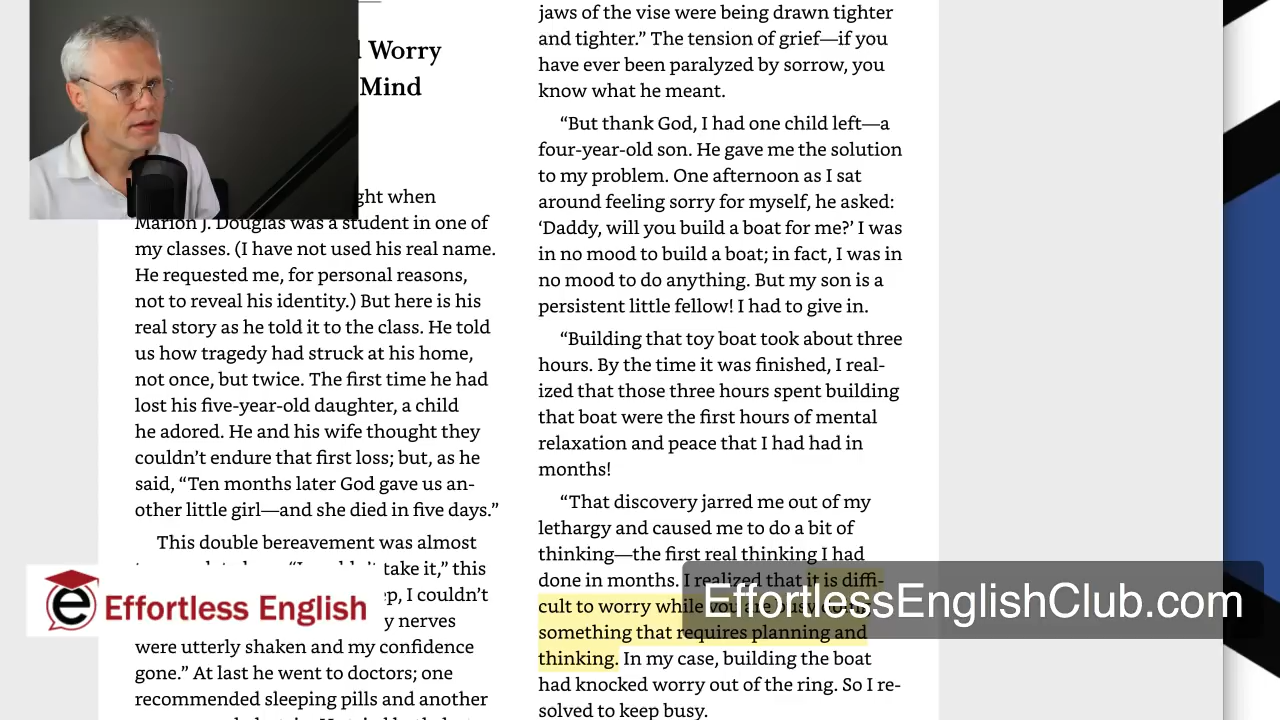 Worry
Mind
ght when
Marion J. Douglas was a student in one of
my classes. (I have not used his real name.
He requested me, for personal reasons,
not to reveal his identity.) But here is his
real story as he told it to the class. He told
us how tragedy had struck at his home,
not once, but twice. The first time he had
lost his five-year-old daughter, a child
he adored. He and his wife thought they
couldn’t endure that first loss; but, as he
said, “Ten months later God gave us an-
other little girl—and she died in five days.”
This double bereavement was almost
take it,” this
ep, I couldn’t
y nerves
were utterly shaken and my confidence
gone.” At last he went to doctors; one
recommended sleeping pills and another
jaws of the vise were being drawn tighter
and tighter.” The tension of grief—if you
have ever been paralyzed by sorrow, you
know what he meant.
“But thank God, I had one child left—a
four-year-old son. He gave me the solution
to my problem. One afternoon as I sat
around feeling sorry for myself, he asked:
‘Daddy, will you build a boat for me?’ I was
in no mood to build a boat; in fact, I was in
no mood to do anything. But my son is a
persistent little fellow! I had to give in.
“Building that toy boat took about three
hours. By the time it was finished, I real-
ized that those three hours spent building
that boat were the first hours of mental
relaxation and peace that I had had in
months!
“That discovery jarred me out of my
lethargy and caused me to do a bit of
thinking—the first real thinking I had
done in months. I realized that it is diffi-
cult to worry while you are busy
something that requires planning and
thinking. In my case, building the boat
had knocked worry out of the ring. So I re-
solved to keep busy.
e Effortless English
EffortlessEnglishClub.com